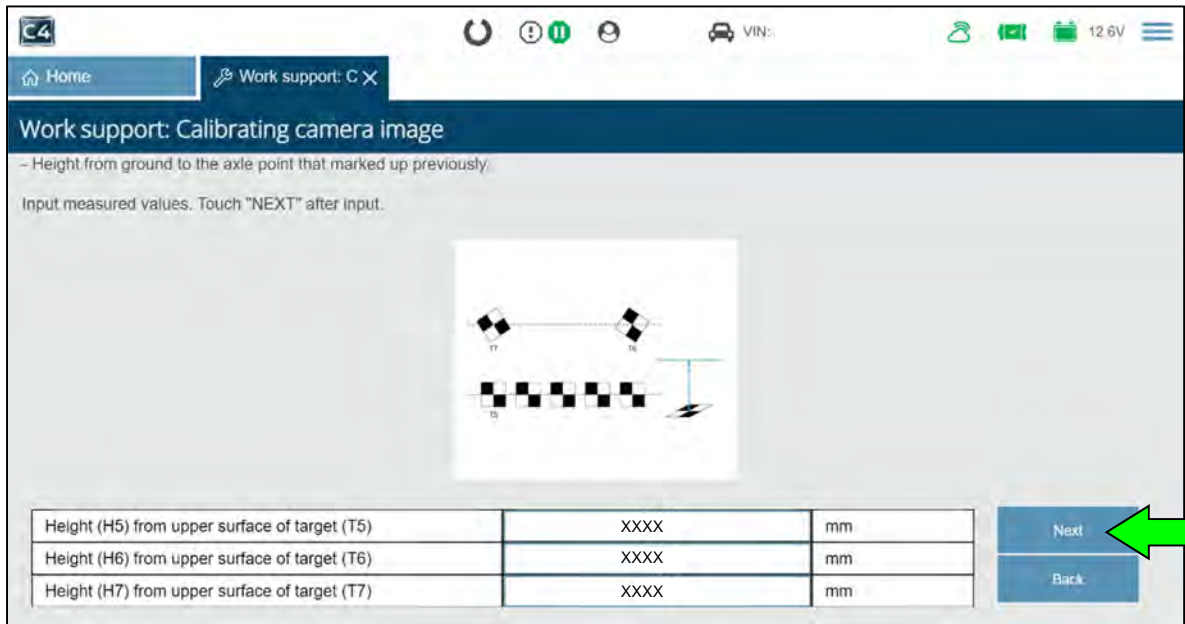 C4
VIN:
12.6V
Home
Work support: C X
Work support: Calibrating camera image
– Height from ground to the axle point that marked up previously.
Input measured values. Touch "NEXT" after input.
T7
T6
T5
Height (H5) from upper surface of target (T5) XXXX mm
Next
Height (H6) from upper surface of target (T6) XXXX mm
Height (H7) from upper surface of target (T7) XXXX mm
Back